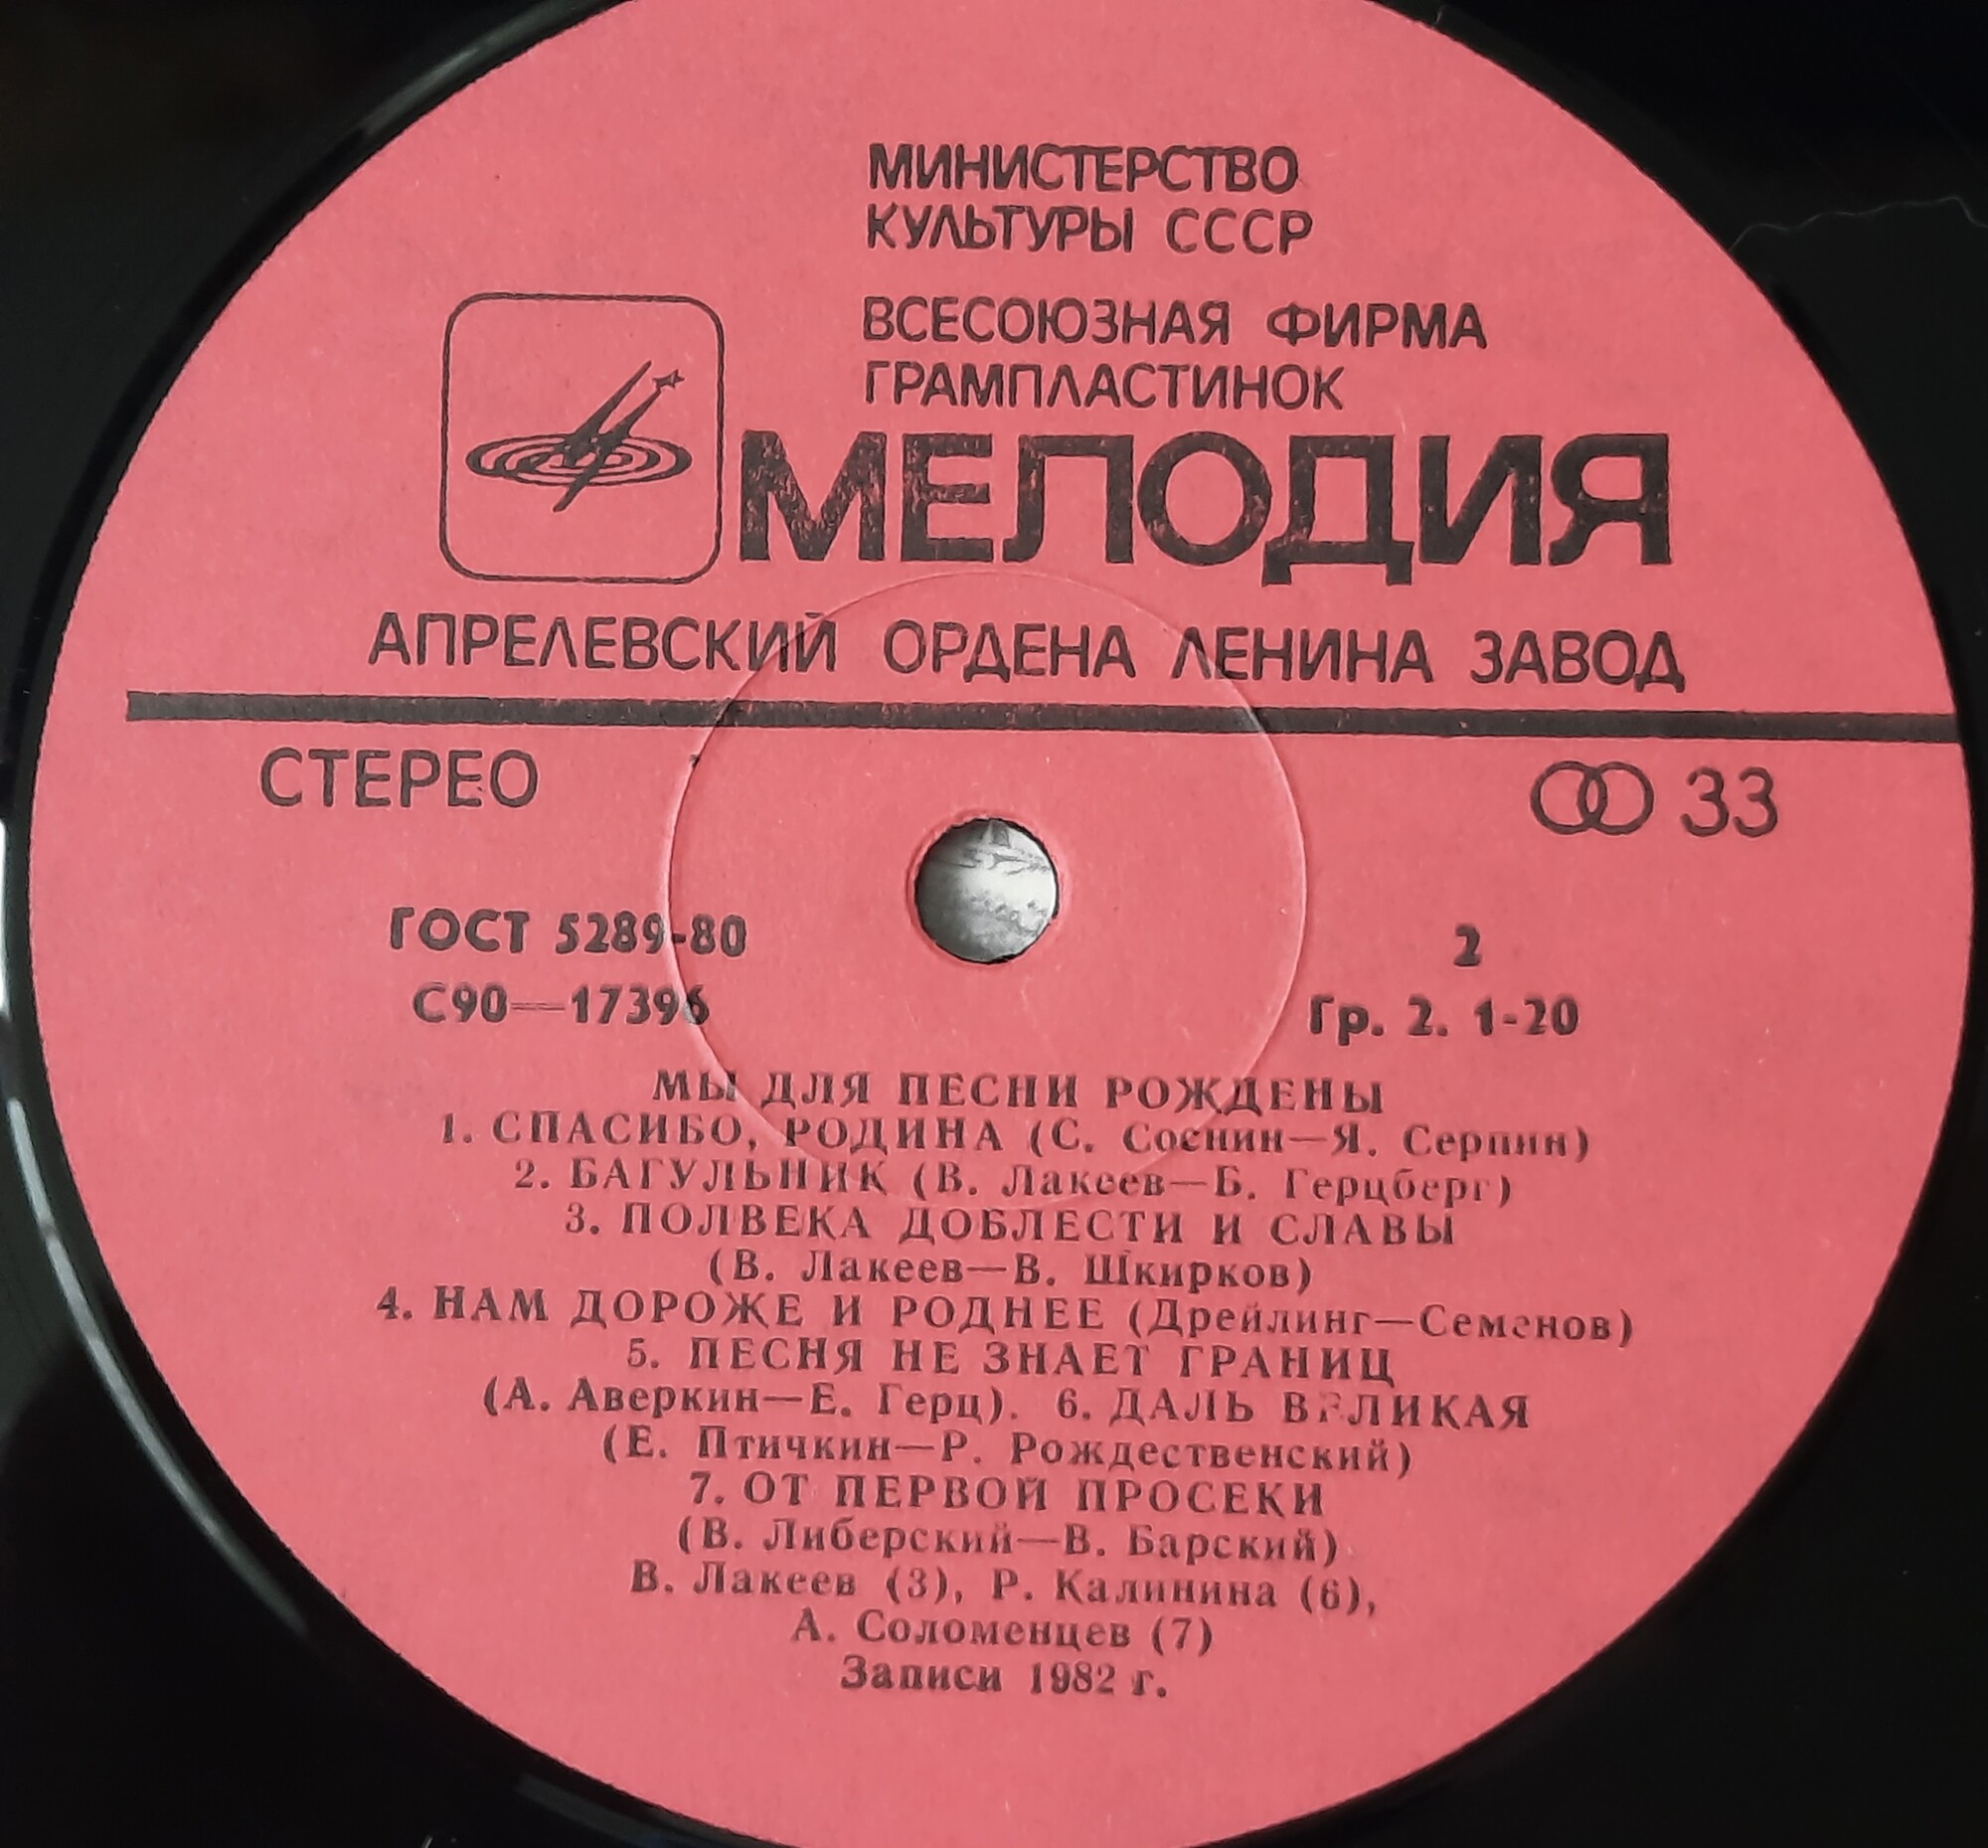 МИНИСТЕРСТВО
КУЛЬТУРЫ СССР
ВСЕСОЮЗНАЯ ФИРМА
ГРАМПЛАСТИНОК
МЕЛОДИЯ
АПРЕЛЕВСКИЙ ОРДЕНА ЛЕНИНА ЗАВОД
СТЕРЕО
33
ГОСТ 5289-80
2
С90—17396
Гр. 2. 1-20
МЫ ДЛЯ ПЕСНИ РОЖДЕНЫ
1. СПАСИБО, РОДИНА (С. Соснин—Я. Серпин)
2. БАГУЛЬНИК (В. Лакеев—Б. Герцберг)
3. ПОЛВЕКА ДОБЛЕСТИ И СЛАВЫ
(В. Лакеев—В. Шкирков)
4. НАМ ДОРОЖЕ И РОДНЕЕ (Дрейлинг—Семенов)
5. ПЕСНЯ НЕ ЗНАЕТ ГРАНИЦ
(А. Аверкин—Е. Герц). 6. ДАЛЬ ВЕЛИКАЯ
(Е. Птичкин—Р. Рождественский)
7. ОТ ПЕРВОЙ ПРОСЕКИ
(В. Либерский—В. Барский)
В. Лакеев (3), Р. Калинина (6),
А. Соломенцев (7)
Записи 1982 г.